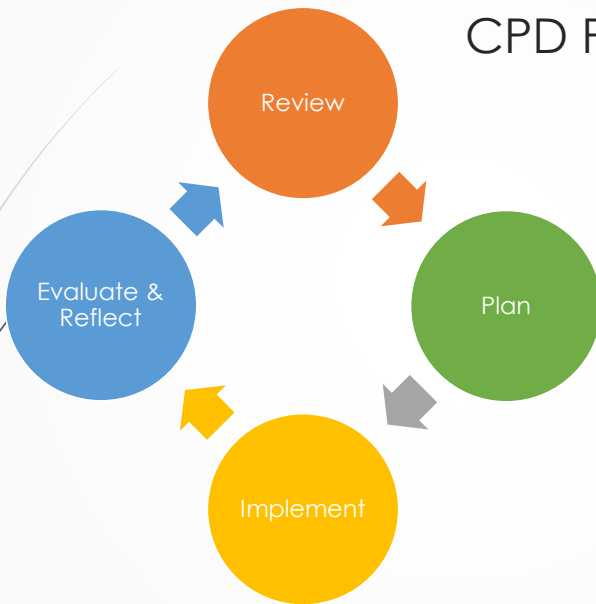 CPD
Review
Plan
Evaluate &
Reflect
Implement